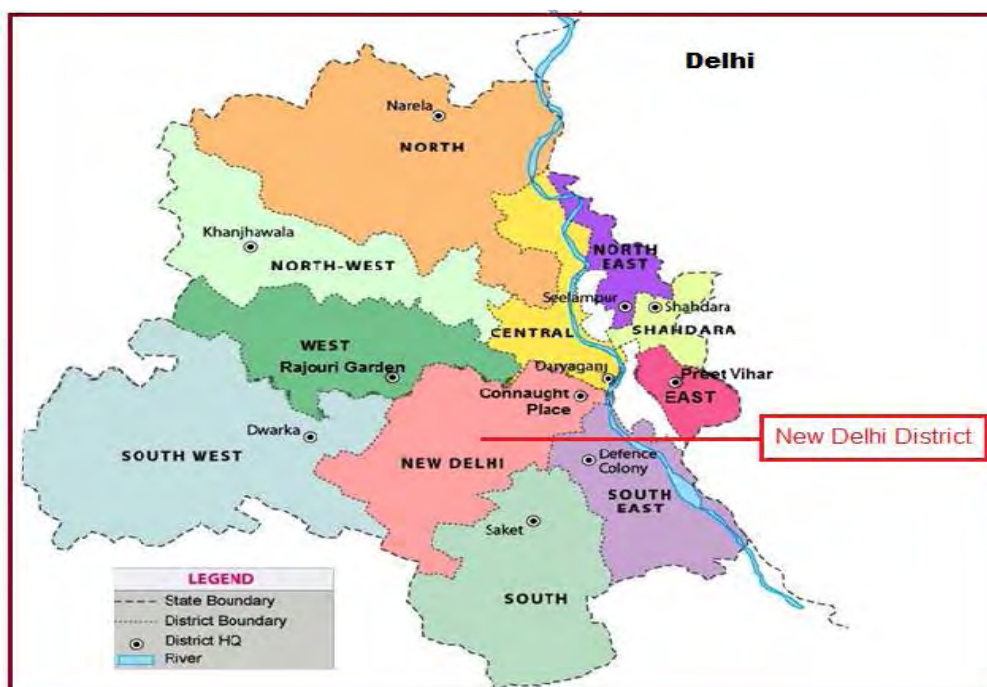 Delhi
Narela
NORTH
Khanjhawala
NORTH-WEST
NORTH
EAST
Seelampur
Shahdara
SHAHDARA
CENTRAL
WEST
Rajouri Garden
Daryaganj
Preet Vihar
EAST
Connaught
Place
New Delhi District
Dwarka
SOUTH WEST
NEW DELHI
Defence
Colony
SOUTH
EAST
Saket
SOUTH
LEGEND
State Boundary
District Boundary
District HQ
River